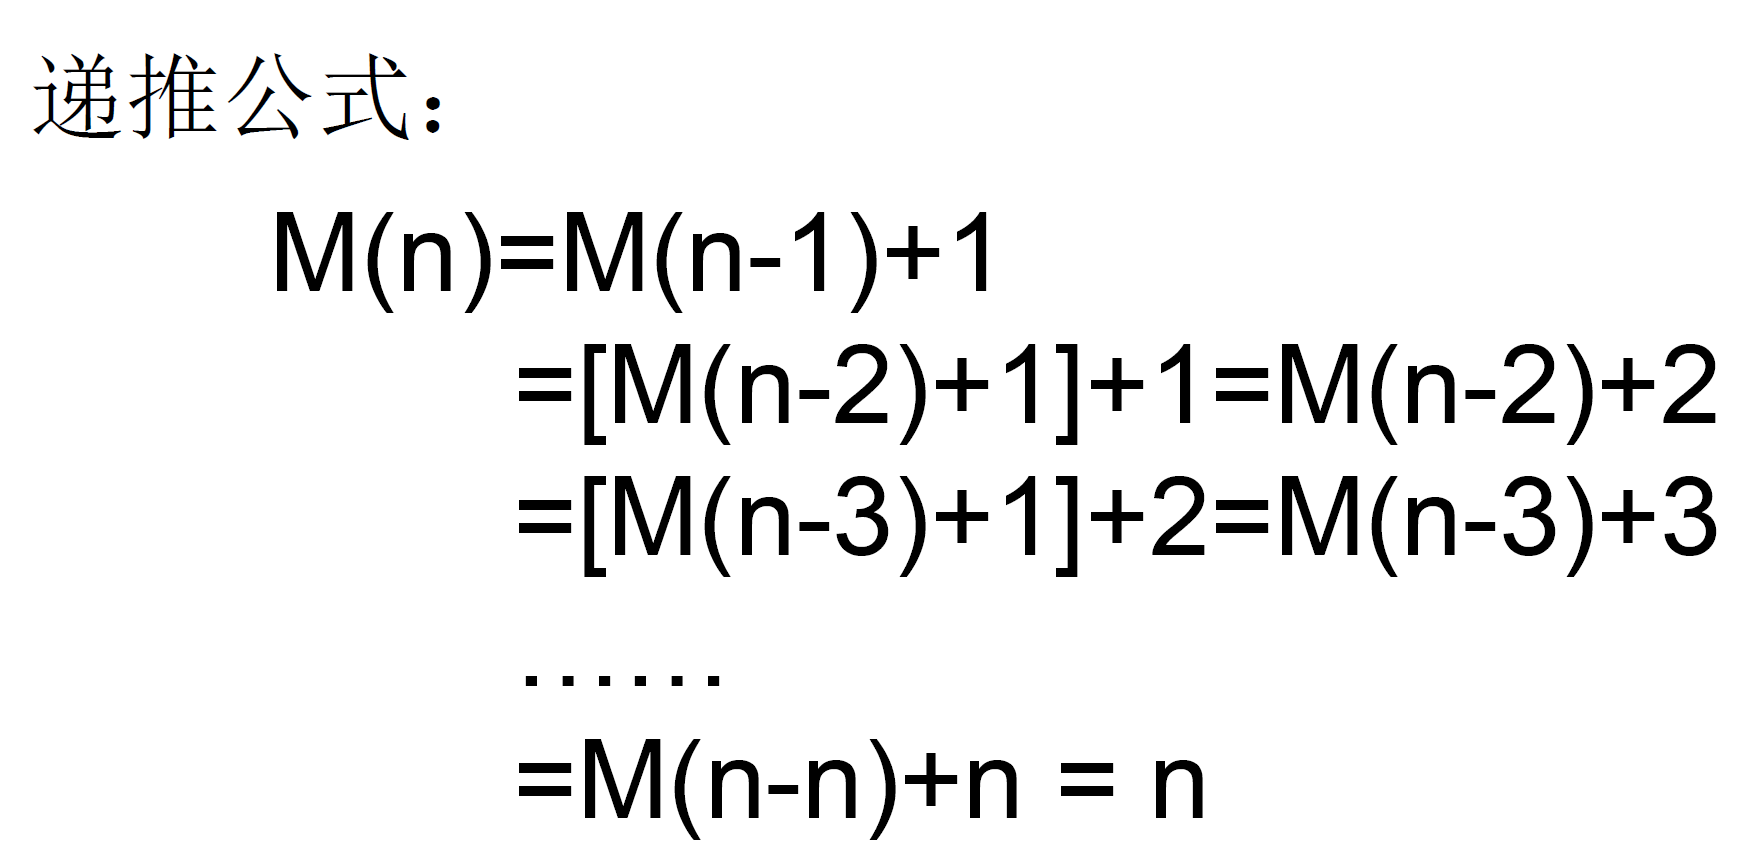 递推公式：
M(n)=M(n-1)+1
=[M(n-2)+1]+1=M(n-2)+2
=[M(n-3)+1]+2=M(n-3)+3
……
=M(n-n)+n = n